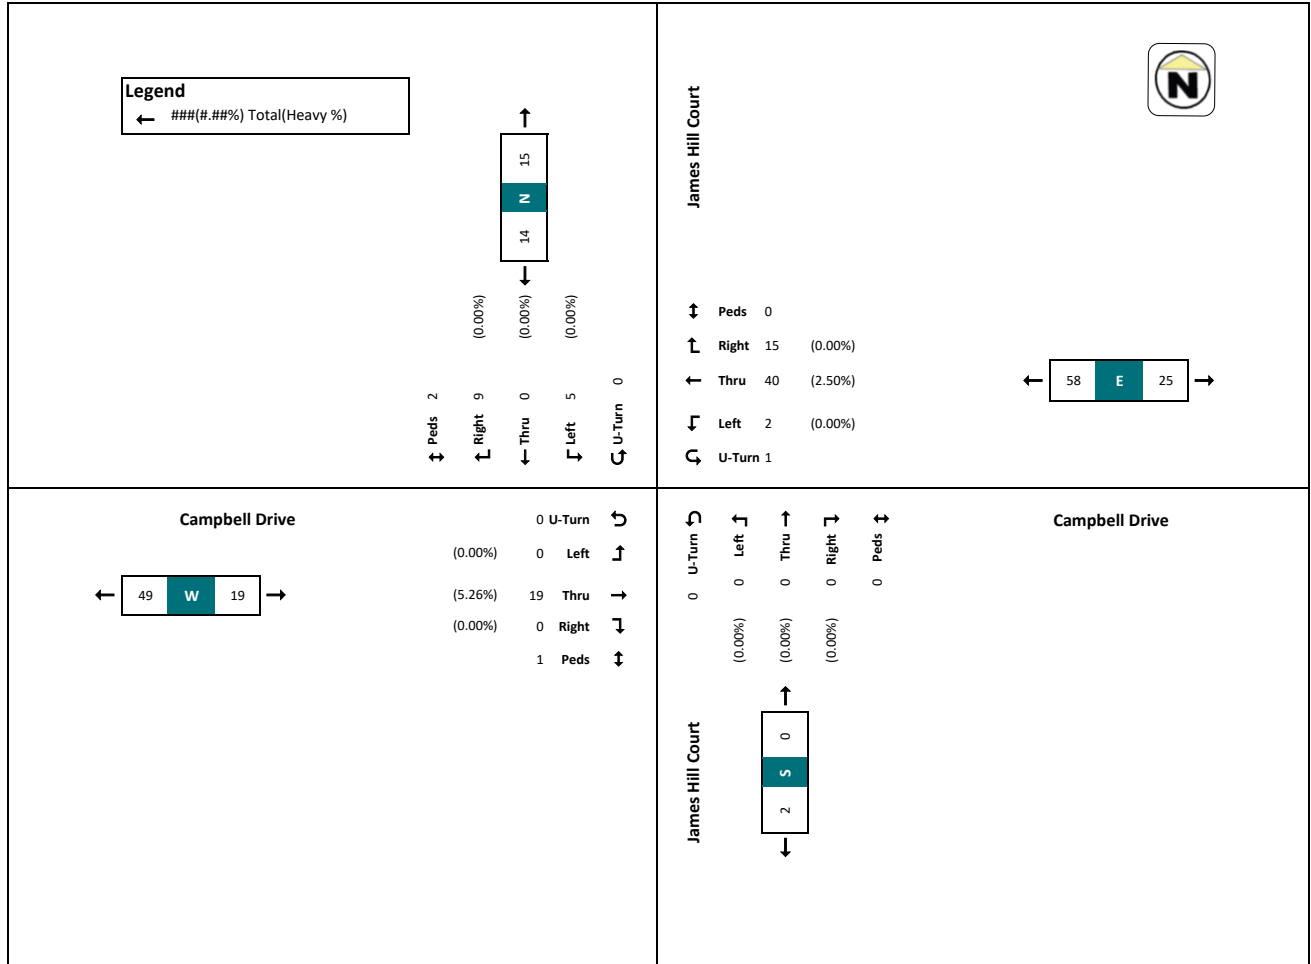 Legend
###(#.##%) Total(Heavy %)
15
N
14
(0.00%)
(0.00%)
(0.00%)
Peds 2
Right 9
Thru 0
Left 5
U-Turn 0
James Hill Court
N
Peds 0
Right 15 (0.00%)
Thru 40 (2.50%)
Left 2 (0.00%)
U-Turn 1
58 E 25
Campbell Drive
0 U-Turn
(0.00%) 0 Left
(5.26%) 19 Thru
(0.00%) 0 Right
1 Peds
49 W 19
Campbell Drive
U-Turn 0
Left 0 (0.00%)
Thru 0 (0.00%)
Right 0 (0.00%)
Peds 0
James Hill Court
0
S
2